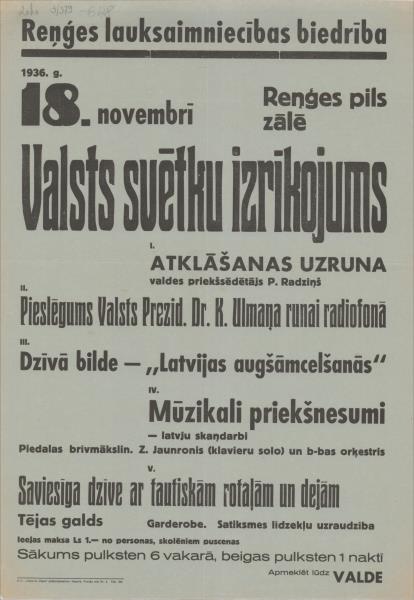 Reņģes lauksaimniecības biedrība
1936. g.
18. novembrī
Reņģes pils
zālē
Valsts svētku izrīkojums
I.
ATKLĀŠANAS UZRUNA
valdes priekšsēdētājs P. Radziņš
II.
Pieslēgums Valsts Prezid. Dr. K. Ulmaņa runai radiofonā
III.
Dzīvā bilde — „Latvijas augšāmcelšanās“
IV.
Mūzikali priekšnesumi
— latvju skaņdarbi
Piedalas brivmākslin. Z. Jaunronis (klavieru solo) un b-bas orķestris
V.
Saviesīga dzīve ar tautiskām rotaļām un dejām
Tējas galds
Garderobe. Satiksmes lidzekļu uzraudziba
Ieejas maksa Ls 1.— no personas, skolēniem puscenas
Sākums pulksten 6 vakarā, beigas pulksten 1 naktī
Apmeklēt lūdz VALDE